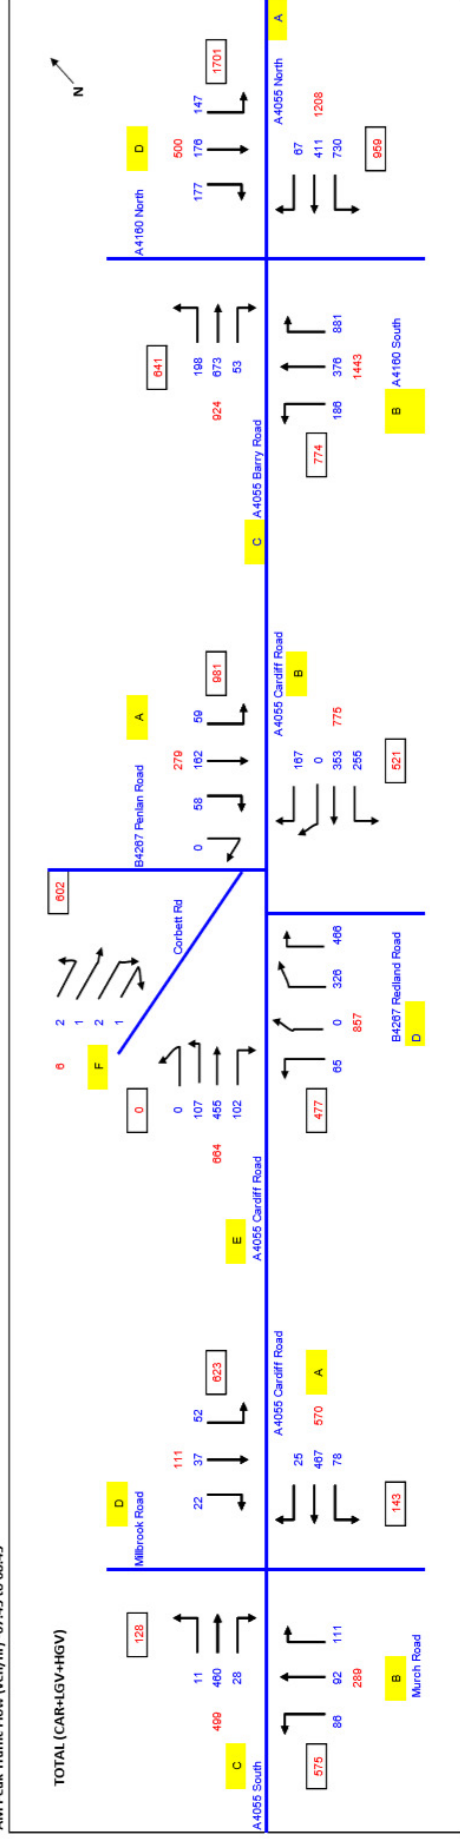 AM Peak Traffic Flow (Veh/hr) 07:45 to 08:45
TOTAL (CAR+LGV+HGV)
N
D
Millbrook Road
111
22 37 52
623
128
11
460
28
499
C
A4055 South
A4055 Cardiff Road
A
570
25
467
78
143
86 92 111
289
575
B
Murch Road
602
6
F
2
1
2
1
Corbett Rd
0
0
107
455
102
664
E
A4055 Cardiff Road
A
B4267 Penlan Road
279
0 58 162 59
981
A4055 Cardiff Road
B
775
167
0
353
255
521
65 0 326 466
857
477
B4267 Redland Road
D
D
A4160 North
500
177 176 147
1701
641
198
673
53
924
A4055 Barry Road
C
A4055 North
A
1208
67
411
730
959
186 376 881
1443
774
B
A4160 South